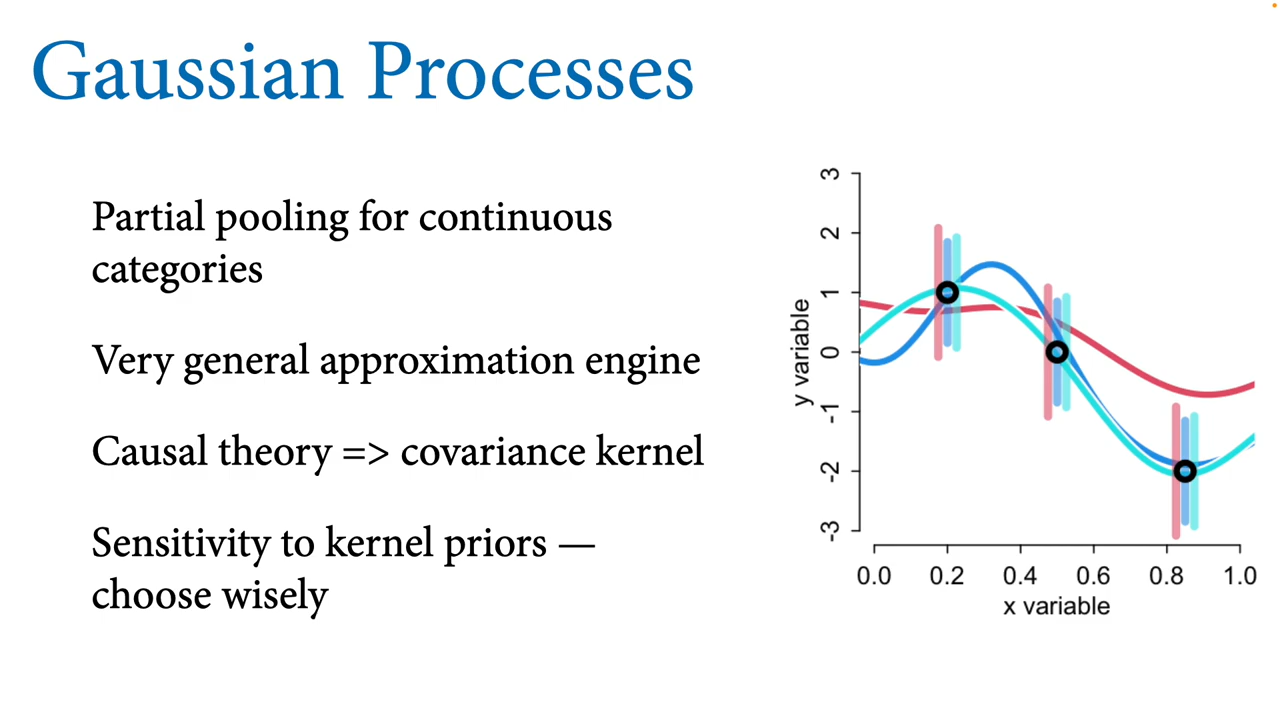 Gaussian Processes
Partial pooling for continuous
categories
Very general approximation engine
Causal theory => covariance kernel
Sensitivity to kernel priors —
choose wisely
3
2
1
0
-1
-2
-3
y variable
0.0 0.2 0.4 0.6 0.8 1.0
x variable